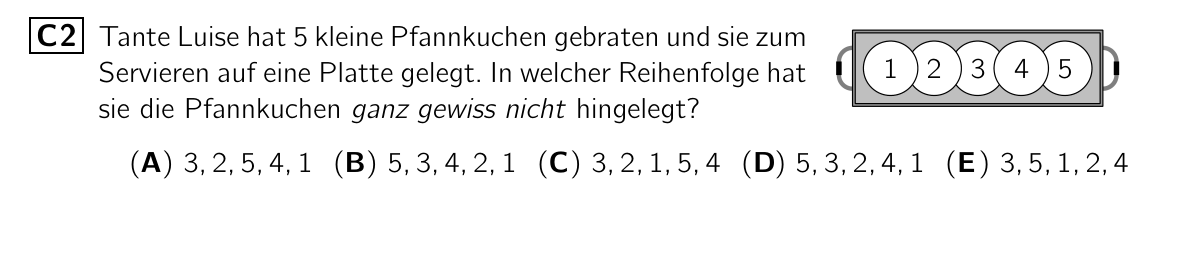 C2 Tante Luise hat 5 kleine Pfannkuchen gebraten und sie zum
Servieren auf eine Platte gelegt. In welcher Reihenfolge hat
sie die Pfannkuchen ganz gewiss nicht hingelegt?
1 2 3 4 5
(A) 3, 2, 5, 4, 1 (B) 5, 3, 4, 2, 1 (C) 3, 2, 1, 5, 4 (D) 5, 3, 2, 4, 1 (E) 3, 5, 1, 2, 4